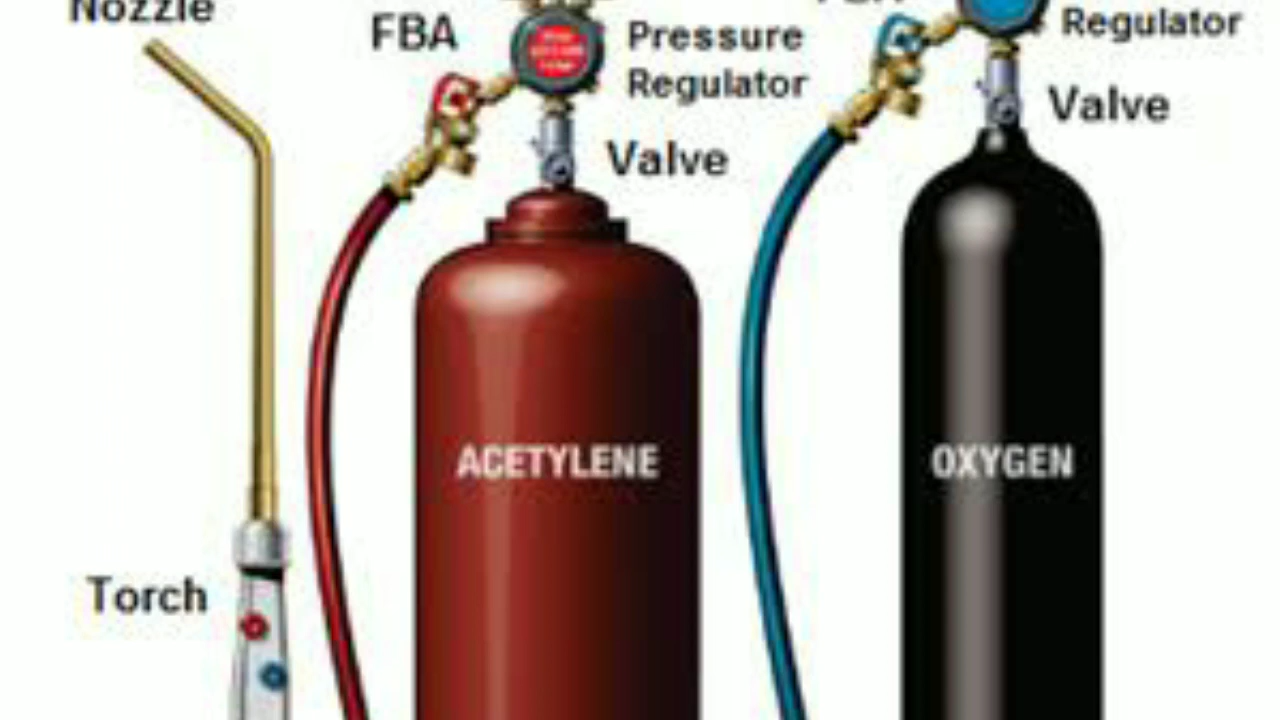 Nozzle
FBA
Pressure
Regulator
Valve
Regulator
Valve
ACETYLENE
OXYGEN
Torch